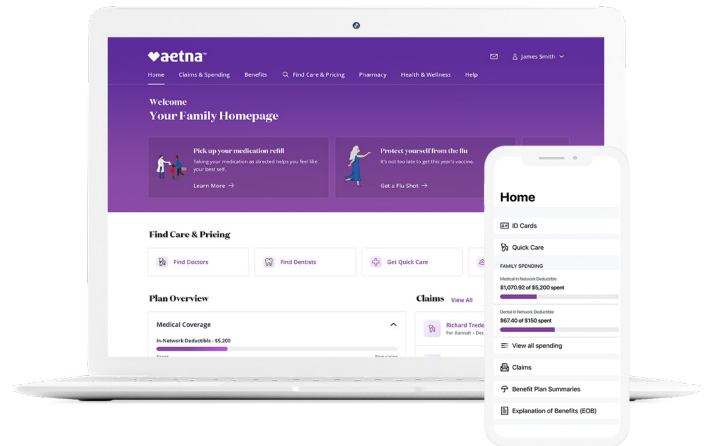 aetna™
James Smith
Home Claims & Spending Benefits Find Care & Pricing Pharmacy Health & Wellness Help
Welcome
Your Family Homepage
Pick up your medication refill
Taking your medication as directed helps you feel like
your best self.
Learn More →
Protect yourself from the flu
It's not too late to get this year's vaccine.
Get a Flu Shot →
Find Care & Pricing
Find Doctors
Find Dentists
Get Quick Care
Plan Overview
Medical Coverage
In-Network Deductible - $5,200
Claims View All
Richard Trede
For Hannah
Home
ID Cards
Quick Care
FAMILY SPENDING
Medical In Network Deductible
$1,070.92 of $5,200 spent
Dental In Network Deductible
$67.40 of $150 spent
View all spending
Claims
Benefit Plan Summaries
Explanation of Benefits (EOB)